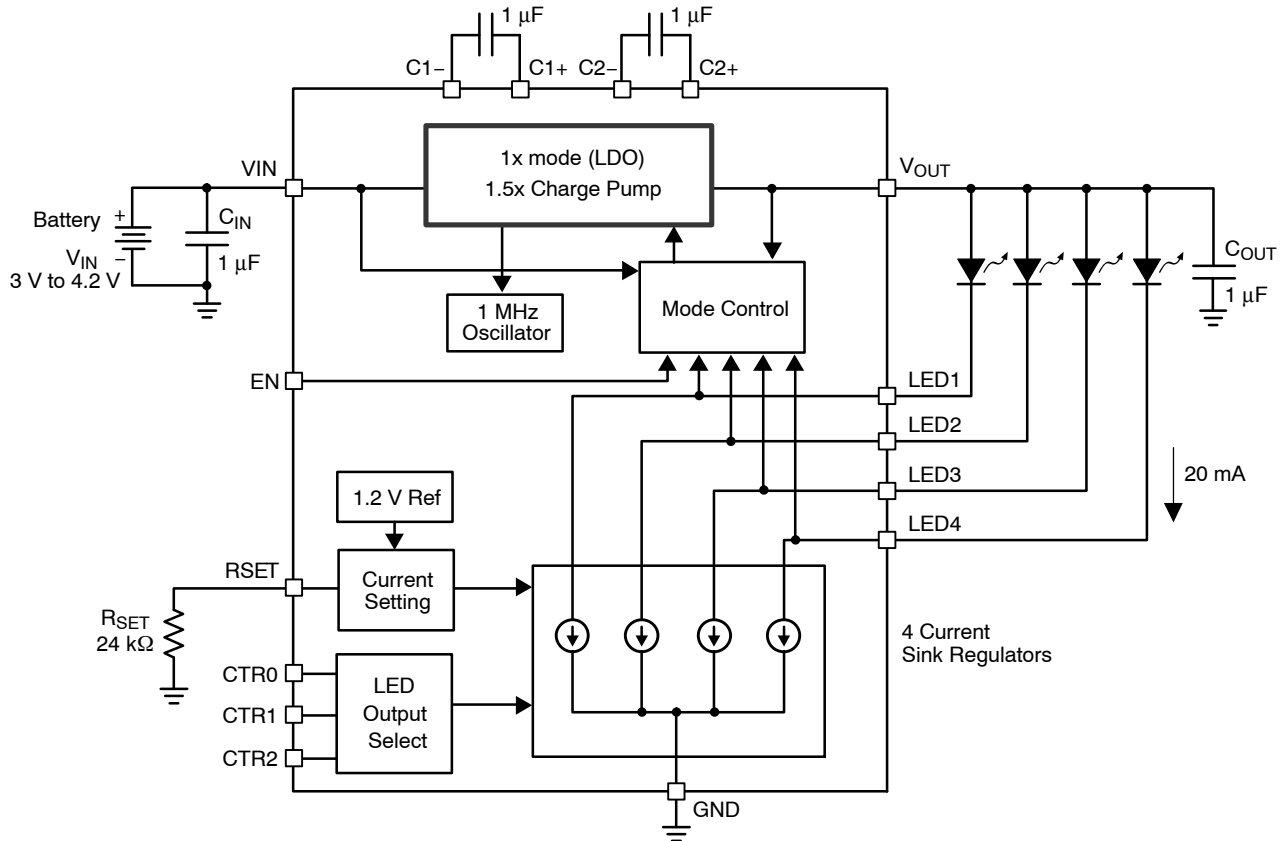 1 μF
1 μF
C1−
C1+
C2−
C2+
VIN
1x mode (LDO)
1.5x Charge Pump
VOUT
Battery
+
−
VIN
3 V to 4.2 V
CIN
1 μF
1 MHz
Oscillator
Mode Control
COUT
1 μF
EN
LED1
LED2
LED3
LED4
20 mA
1.2 V Ref
RSET
Current
Setting
RSET
24 kΩ
4 Current
Sink Regulators
CTR0
CTR1
CTR2
LED
Output
Select
GND